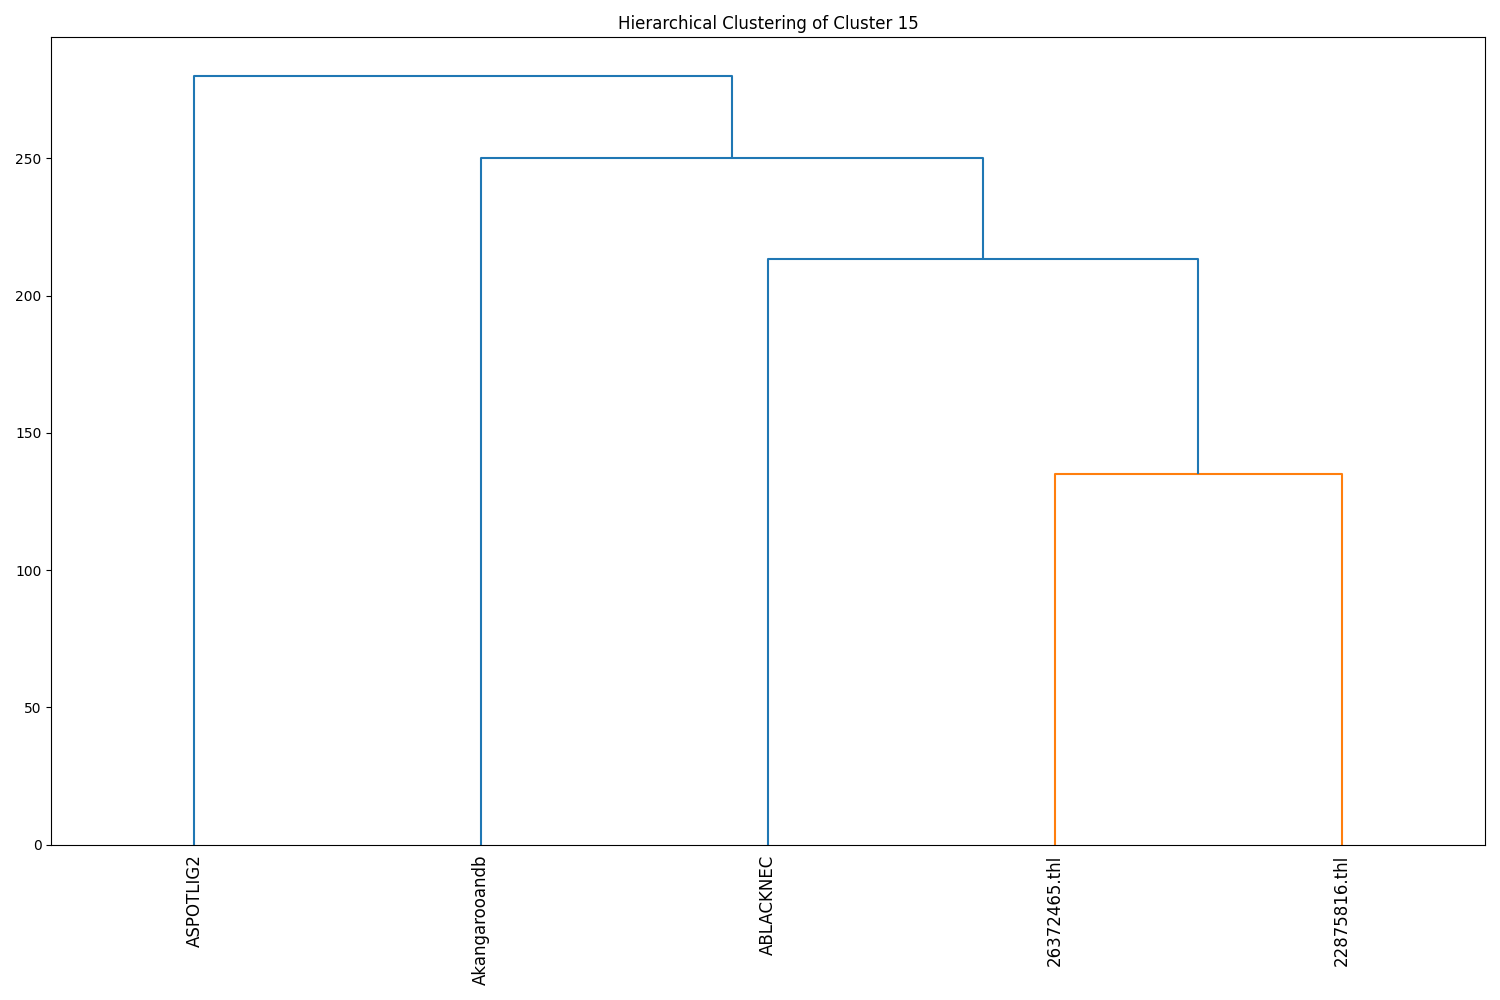 Hierarchical Clustering of Cluster 15
250
200
150
100
50
0
ASPOTLIG2
Akangarooandb
ABLACKNEC
26372465.thl
22875816.thl